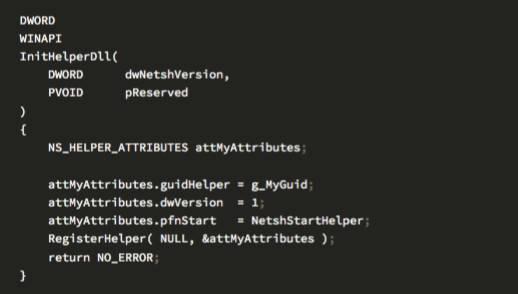 DWORD
WINAPI
InitHelperDll(
    DWORD      dwNetshVersion,
    PVOID      pReserved
)
{
    NS_HELPER_ATTRIBUTES attMyAttributes;

    attMyAttributes.guidHelper = g_MyGuid;
    attMyAttributes.dwVersion  = 1;
    attMyAttributes.pfnStart   = NetshStartHelper;
    RegisterHelper( NULL, &attMyAttributes );
    return NO_ERROR;
}